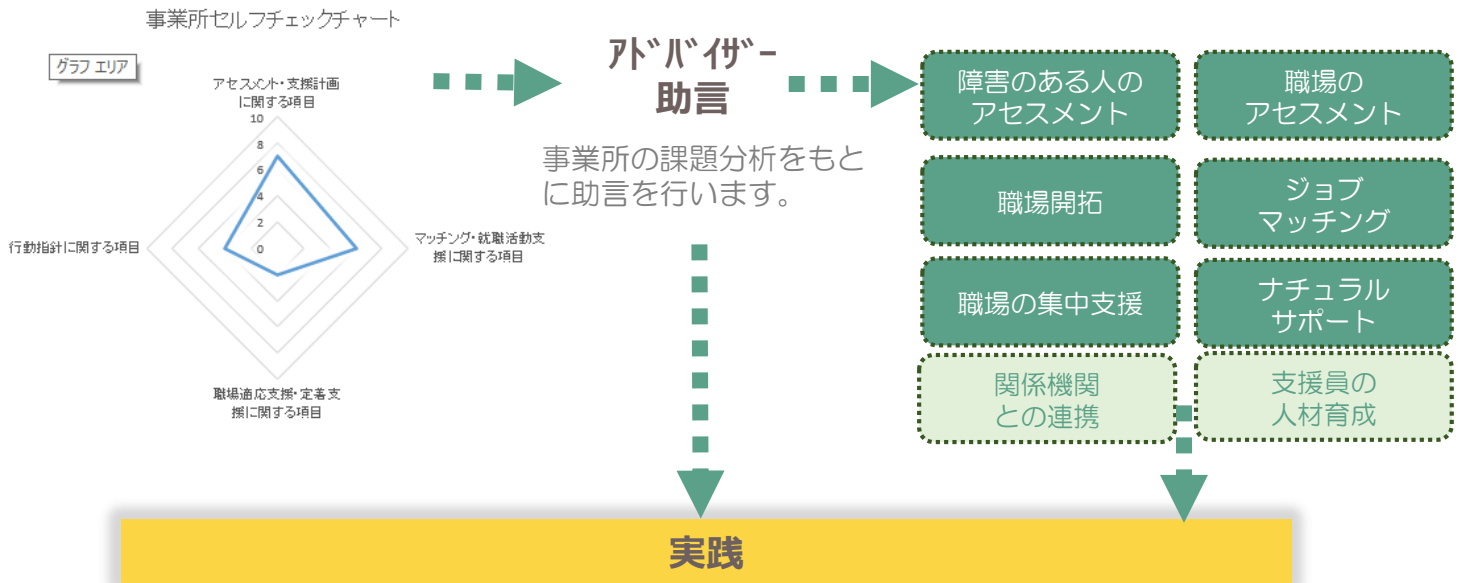 事業所セルフチェックチャート
グラフ エリア
アセスメント・支援計画
に関する項目
10
8
6
4
2
0
マッチング・就職活動支
援に関する項目
職場適応支援・定着支
援に関する項目
行動指針に関する項目
ｱﾄﾞﾊﾞｲｻﾞｰ
助言
事業所の課題分析をもと
に助言を行います。
障害のある人の
アセスメント
職場の
アセスメント
職場開拓
ジョブ
マッチング
職場の集中支援
ナチュラル
サポート
関係機関
との連携
支援員の
人材育成
実践